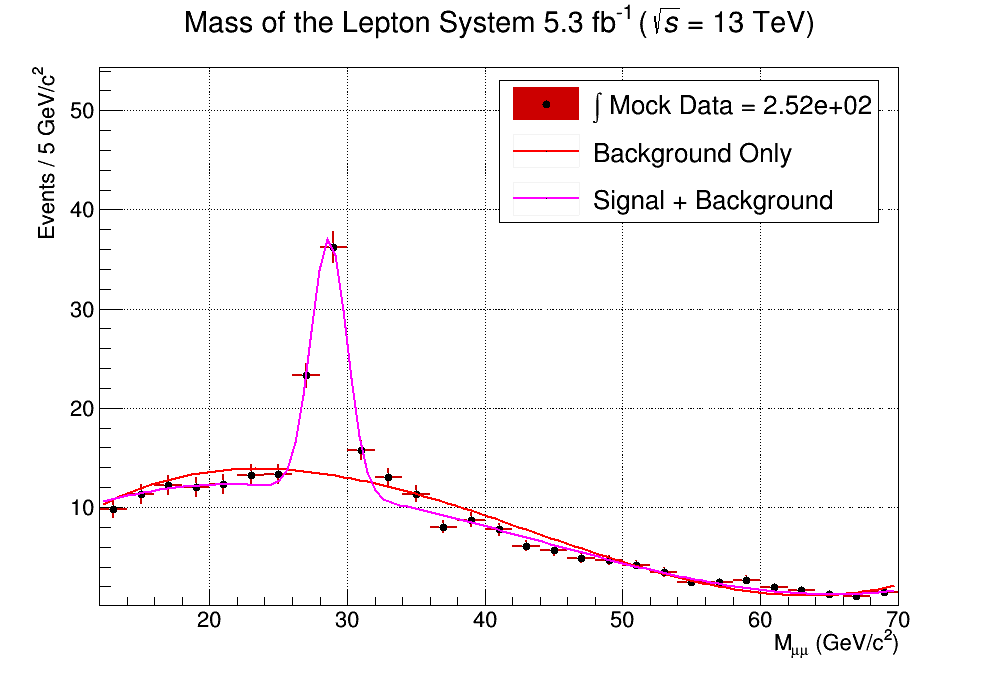 Mass of the Lepton System 5.3 fb⁻¹ (√s = 13 TeV)
Events / 5 GeV/c²
50
40
30
20
10
∫ Mock Data = 2.52e+02
Background Only
Signal + Background
20 30 40 50 60 70
M_μμ (GeV/c²)